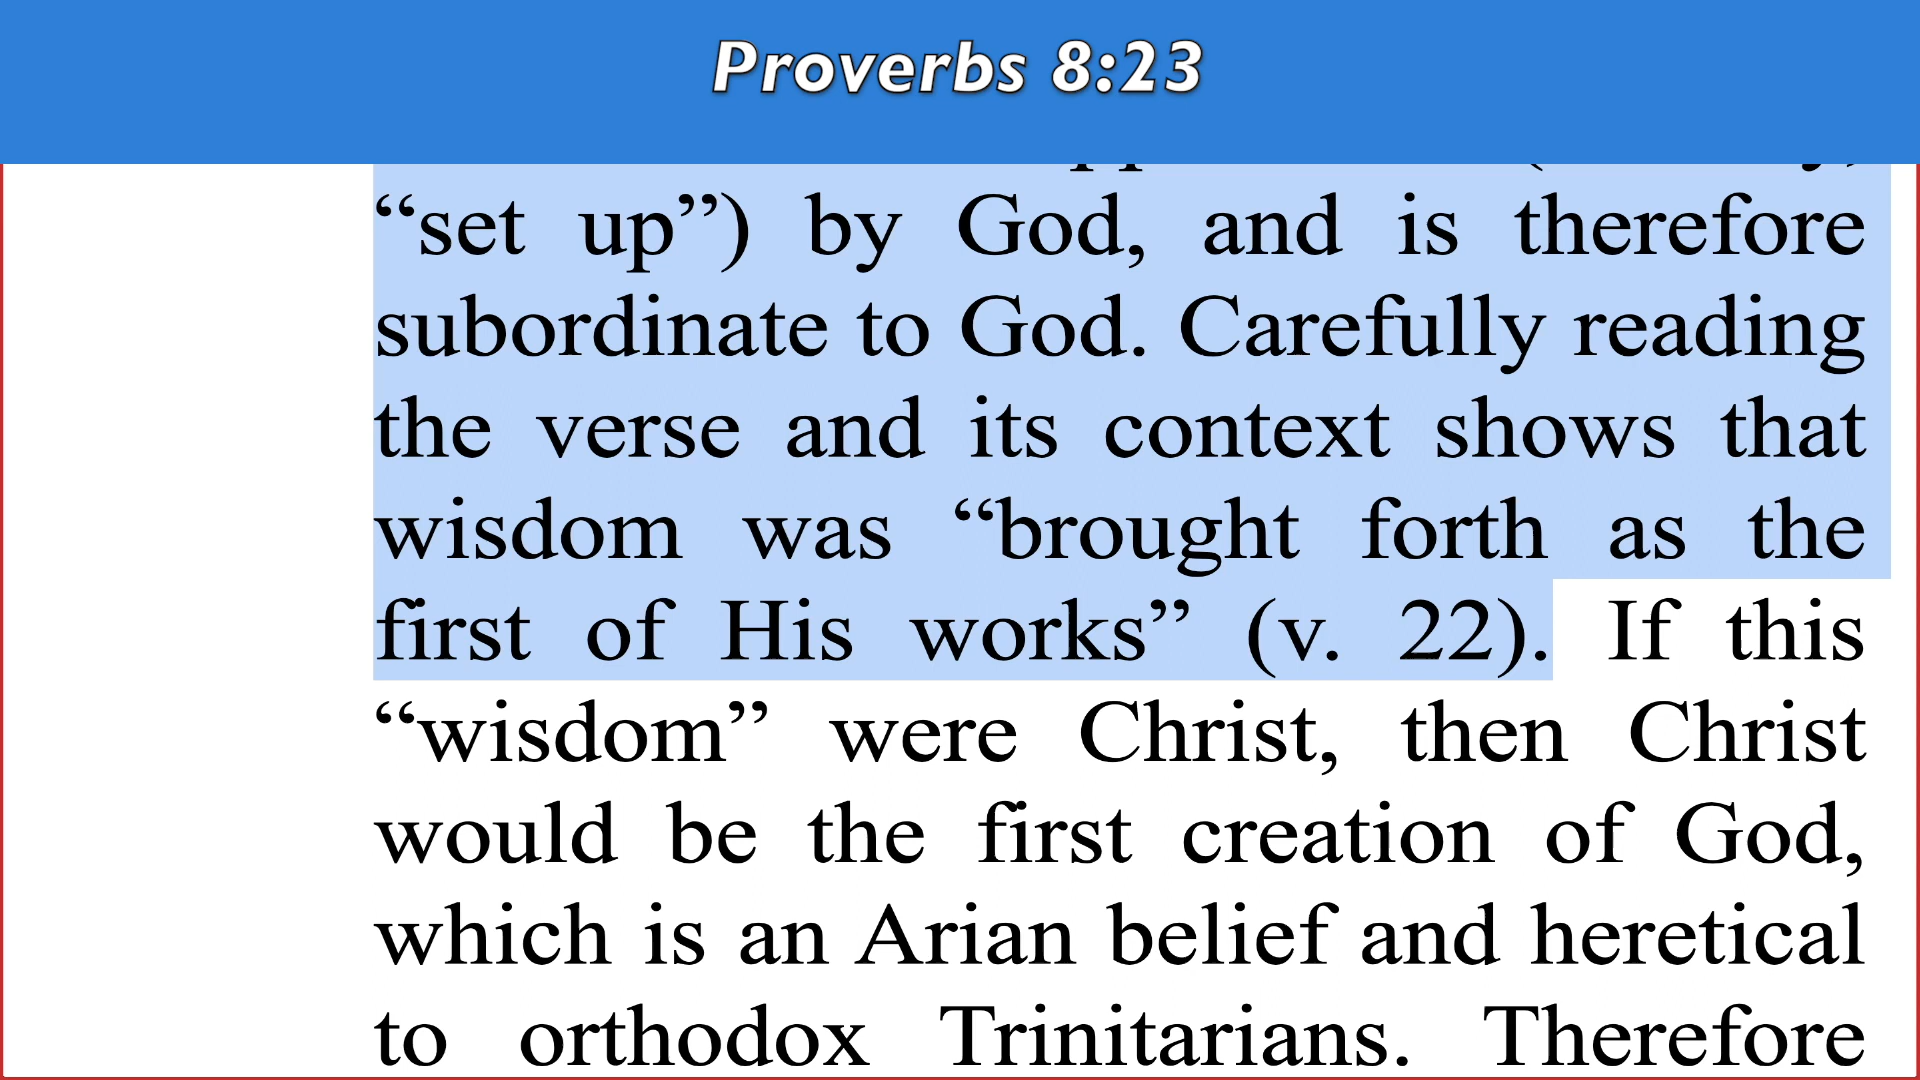 Proverbs 8:23
“set up”) by God, and is therefore
subordinate to God. Carefully reading
the verse and its context shows that
wisdom was “brought forth as the
first of His works” (v. 22). If this
“wisdom” were Christ, then Christ
would be the first creation of God,
which is an Arian belief and heretical
to orthodox Trinitarians. Therefore